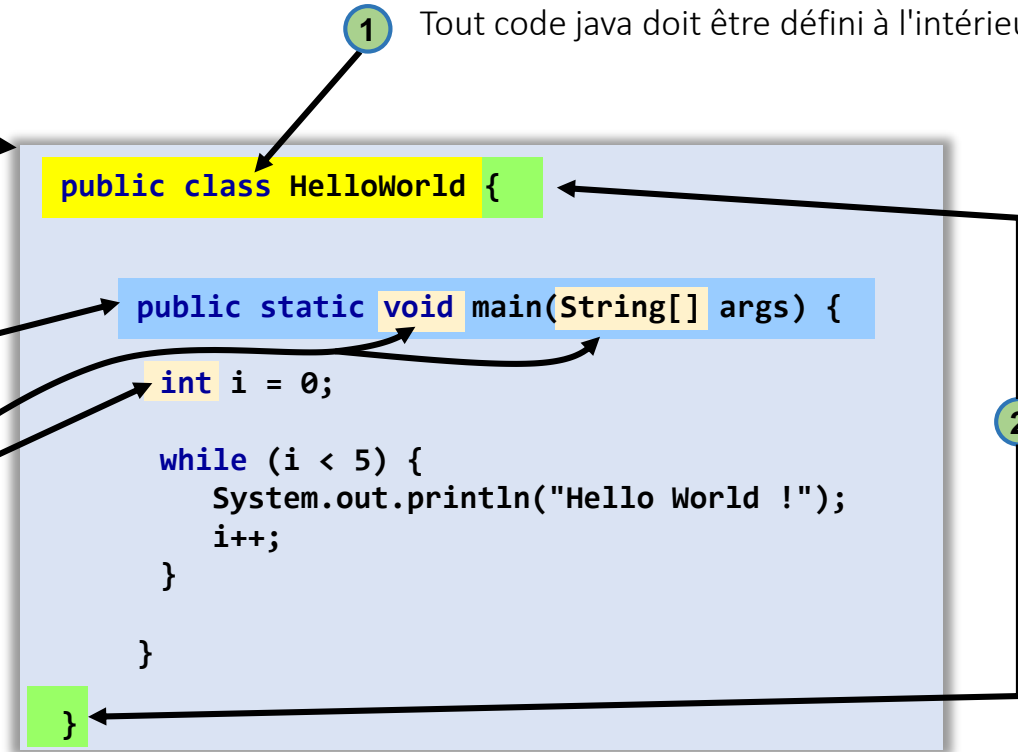 1 Tout code java doit être défini à
public class HelloWorld {
public static void main(String[] args) {
int i = 0;
while (i < 5) {
2
System.out.println("Hello World !");
i++;
}
}
}